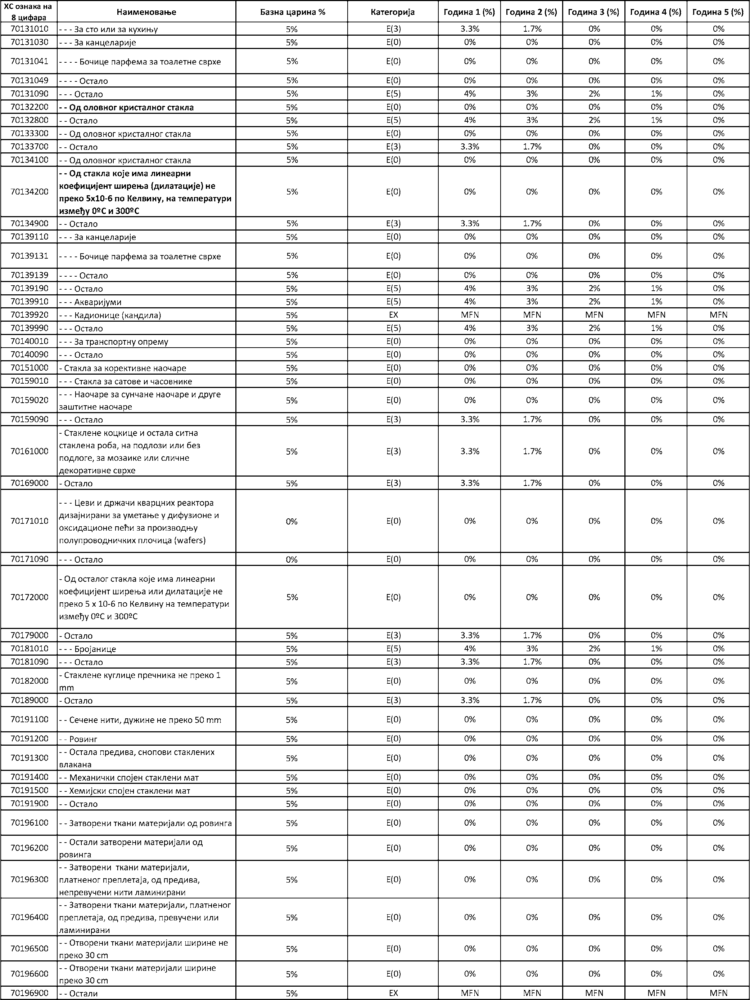 ХС ознака на
8 цифара Наименовање Базна царина % Категорија Година 1 (%) Година 2 (%) Година 3 (%) Година 4 (%) Година 5 (%)
70131010 - - - За сто или за кухињу 5% E(3) 3.3% 1.7% 0% 0% 0%
70131030 - - - За канцеларије 5% E(0) 0% 0% 0% 0% 0%
70131041 - - - - Бочице парфема за тоалетне сврхе 5% E(0) 0% 0% 0% 0% 0%
70131049 - - - - Остало 5% E(0) 0% 0% 0% 0% 0%
70131090 - - - Остало 5% E(5) 4% 3% 2% 1% 0%
70132200 - - Од оловног кристалног стакла 5% E(0) 0% 0% 0% 0% 0%
70132800 - - Остало 5% E(5) 4% 3% 2% 1% 0%
70133300 - - Од оловног кристалног стакла 5% E(0) 0% 0% 0% 0% 0%
70133700 - - Остало 5% E(3) 3.3% 1.7% 0% 0% 0%
70134100 - - Од оловног кристалног стакла 5% E(0) 0% 0% 0% 0% 0%
70134200 - - Од стакла које има линеарни
коефицијент ширења (дилатације) не
преко 5x10-6 по Келвину, на температури
између 0ºС и 300ºС 5% E(0) 0% 0% 0% 0% 0%
70134900 - - Остало 5% E(3) 3.3% 1.7% 0% 0% 0%
70139110 - - - За канцеларије 5% E(0) 0% 0% 0% 0% 0%
70139131 - - - - Бочице парфема за тоалетне сврхе 5% E(0) 0% 0% 0% 0% 0%
70139139 - - - - Остало 5% E(0) 0% 0% 0% 0% 0%
70139190 - - - Остало 5% E(5) 4% 3% 2% 1% 0%
70139910 - - - Акваријуми 5% E(5) 4% 3% 2% 1% 0%
70139920 - - - Кадионице (кандила) 5% EX MFN MFN MFN MFN MFN
70139990 - - - Остало 5% E(5) 4% 3% 2% 1% 0%
70140010 - - - За транспортну опрему 5% E(0) 0% 0% 0% 0% 0%
70140090 - - - Остало 5% E(0) 0% 0% 0% 0% 0%
70151000 - Стакла за корективне наочаре 5% E(0) 0% 0% 0% 0% 0%
70159010 - - - Стакла за сатове и часовнике 5% E(0) 0% 0% 0% 0% 0%
70159020 - - - Наочаре за сунчане наочаре и друге
заштитне наочаре 5% E(0) 0% 0% 0% 0% 0%
70159090 - - - Остало 5% E(3) 3.3% 1.7% 0% 0% 0%
70161000 - Стаклене коцкице и остала ситна
стаклена роба, на подлози или без
подлоге, за мозаике или сличне
декоративне сврхе 5% E(3) 3.3% 1.7% 0% 0% 0%
70169000 - Остало 5% E(3) 3.3% 1.7% 0% 0% 0%
70171010 - - - Цеви и држачи кварцних реактора
дизајнирани за уметање у дифузионе и
оксидационе пећи за производњу
полупроводничких плочица (wafers) 0% E(0) 0% 0% 0% 0% 0%
70171090 - - - Остало 0% E(0) 0% 0% 0% 0% 0%
70172000 - Од осталог стакла које има линеарни
коефицијент ширења или дилатације не
преко 5 x 10-6 по Келвину на температури
између 0ºС и 300ºС 5% E(0) 0% 0% 0% 0% 0%
70179000 - Остало 5% E(3) 3.3% 1.7% 0% 0% 0%
70181010 - - - Бројанице 5% E(5) 4% 3% 2% 1% 0%
70181090 - - - Остало 5% E(3) 3.3% 1.7% 0% 0% 0%
70182000 - Стаклене куглице пречника не преко 1
mm 5% E(0) 0% 0% 0% 0% 0%
70189000 - Остало 5% E(3) 3.3% 1.7% 0% 0% 0%
70191100 - - Сечене нити, дужине не преко 50 mm 5% E(0) 0% 0% 0% 0% 0%
70191200 - - Ровинг 5% E(0) 0% 0% 0% 0% 0%
70191300 - - Остала предива, снопови стаклених
влакана 5% E(0) 0% 0% 0% 0% 0%
70191400 - - Механички спојен стаклени мат 5% E(0) 0% 0% 0% 0% 0%
70191500 - - Хемијски спојен стаклени мат 5% E(0) 0% 0% 0% 0% 0%
70191900 - - Остало 5% E(0) 0% 0% 0% 0% 0%
70196100 - - Затворени ткани материјали од ровинга 5% E(0) 0% 0% 0% 0% 0%
70196200 - - Остали затворени материјали од
ровинга 5% E(0) 0% 0% 0% 0% 0%
70196300 - - Затворени  ткани материјали,
платненог преплетаја, од предива,
непревучени нити ламинирани 5% E(0) 0% 0% 0% 0% 0%
70196400 - - Затворени ткани материјали, платненог
преплетаја, од предива, превучени или
ламинирани 5% E(0) 0% 0% 0% 0% 0%
70196500 - - Отворени ткани материјали ширине не
преко 30 cm 5% E(0) 0% 0% 0% 0% 0%
70196600 - - Отворени ткани материјали ширине
преко 30 cm 5% E(0) 0% 0% 0% 0% 0%
70196900 - - Остали 5% EX MFN MFN MFN MFN MFN